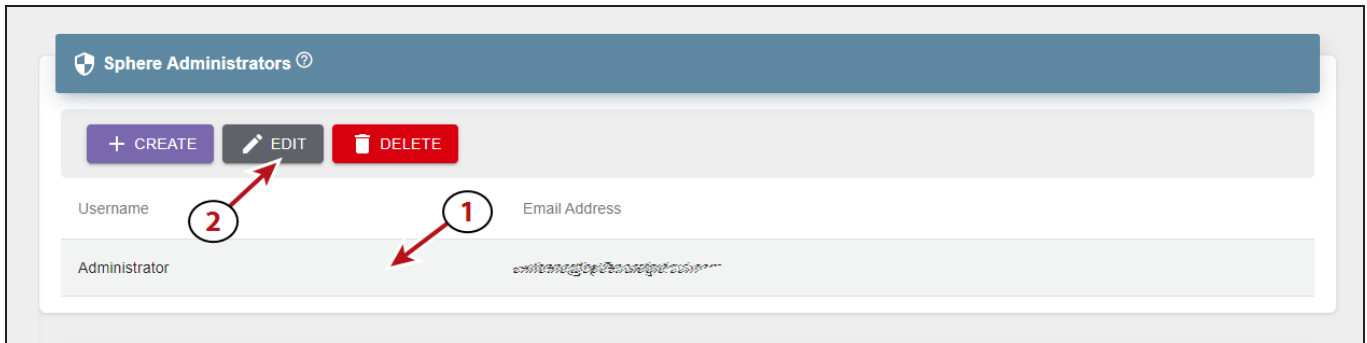 Sphere Administrators ?
+ CREATE EDIT DELETE
Username Email Address
2 1
Administrator